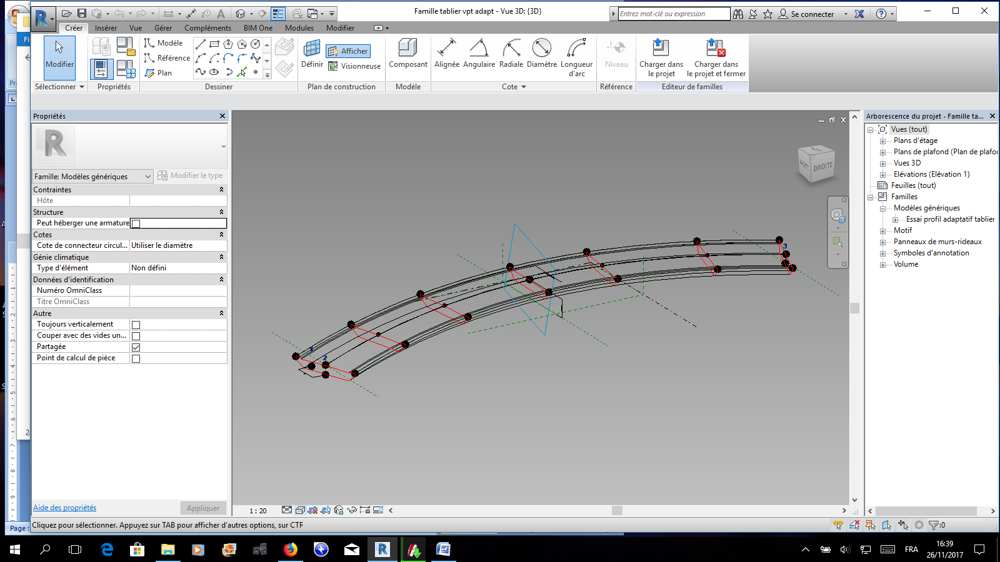 Famille tablier vpt adapt - Vue 3D: {3D}
Entrez mot-clé ou expression
Se connecter
Créer Insérer Vue Gérer Compléments BIM One Modules Modifier
Modifier
Modèle
Référence
Plan
Définir
Afficher
Visionneuse
Composant
Alignée Angulaire Radiale Diamètre Longueur d'arc
Niveau
Charger dans le projet
Charger dans le projet et fermer
Sélectionner Propriétés Dessiner Plan de construction Modèle Cote Référence Editeur de familles
Propriétés
Famille: Modèles génériques
Modifier le type
Contraintes
Hôte
Structure
Peut héberger une armature
Cotes
Cote de connecteur circul... Utiliser le diamètre
Génie climatique
Type d'élément Non défini
Données d'identification
Numéro OmniClass
Titre OmniClass
Autre
Toujours verticalement
Couper avec des vides un...
Partagée
Point de calcul de pièce
Aide des propriétés
Appliquer
DROITE
1
2
3
1 : 20
Arborescence du projet - Famille ta...
Vues (tout)
Plans d'étage
Plans de plafond (Plan de plafo
Vues 3D
Elévations (Elévation 1)
Feuilles (tout)
Familles
Modèles génériques
Essai profil adaptatif tablier
Motif
Panneaux de murs-rideaux
Symboles d'annotation
Volume
Page :
Cliquez pour sélectionner. Appuyez sur TAB pour afficher d'autres options, sur CTR
:0
FRA
16:39
26/11/2017